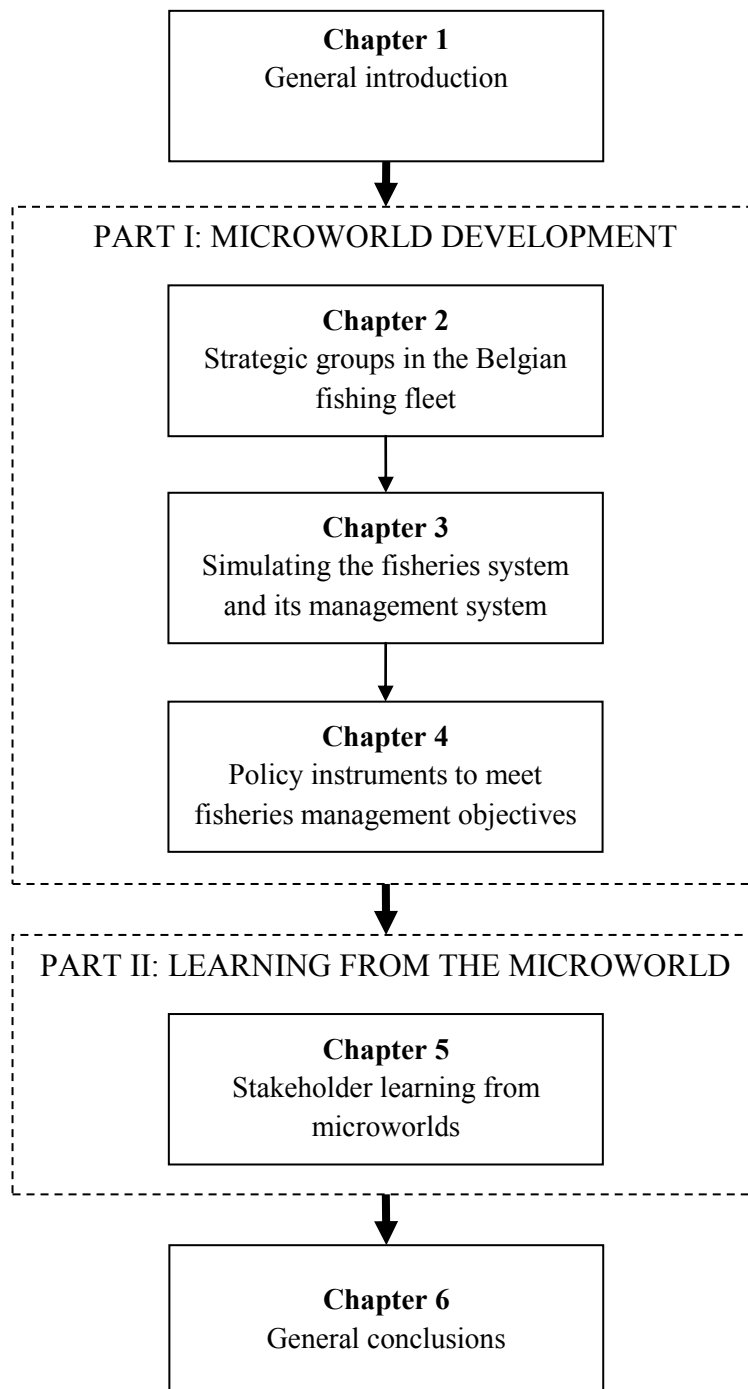 Chapter 1
General introduction
PART I: MICROWORLD DEVELOPMENT
Chapter 2
Strategic groups in the Belgian
fishing fleet
Chapter 3
Simulating the fisheries system
and its management system
Chapter 4
Policy instruments to meet
fisheries management objectives
PART II: LEARNING FROM THE MICROWORLD
Chapter 5
Stakeholder learning from
microworlds
Chapter 6
General conclusions